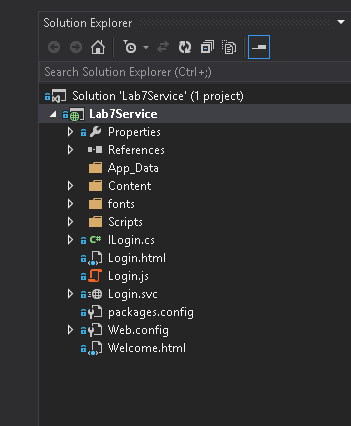 Solution Explorer
Search Solution Explorer (Ctrl+;)
Solution 'Lab7Service' (1 project)
Lab7Service
Properties
References
App_Data
Content
fonts
Scripts
ILogin.cs
Login.html
Login.js
Login.svc
packages.config
Web.config
Welcome.html